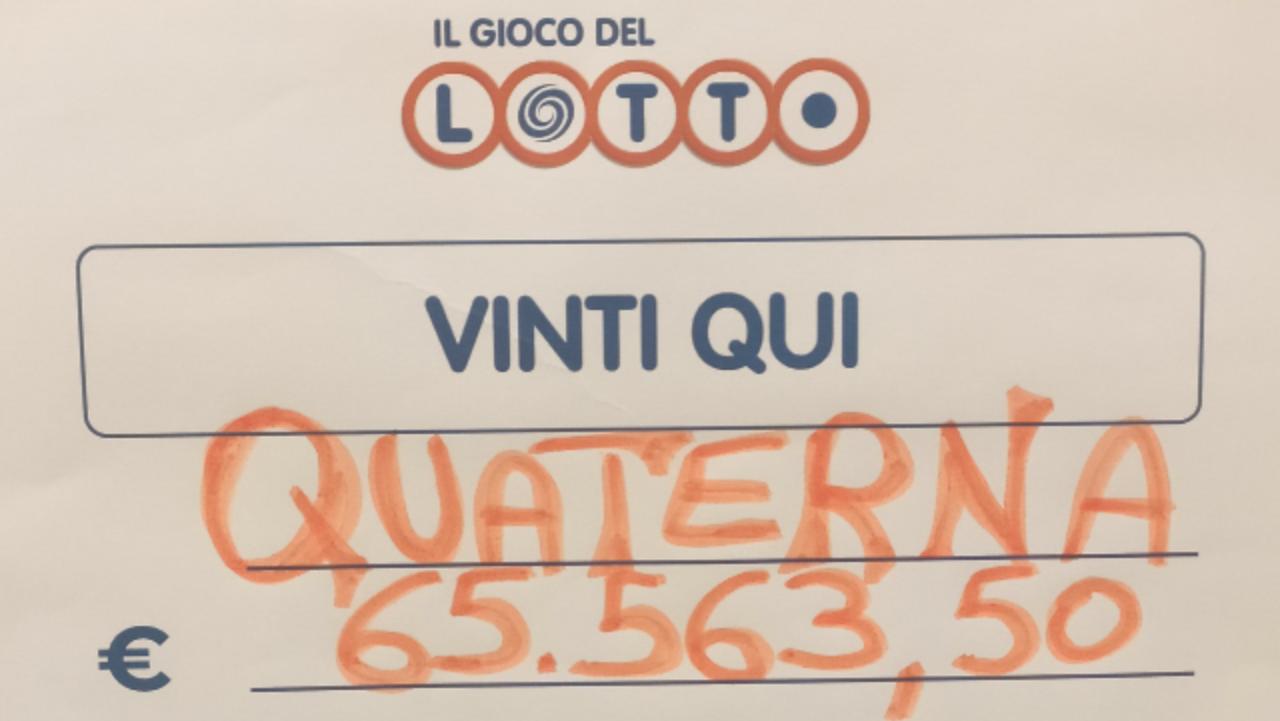 IL GIOCO DEL
LOTTO
VINTI QUI
QUATERNA
€ 65.563,50